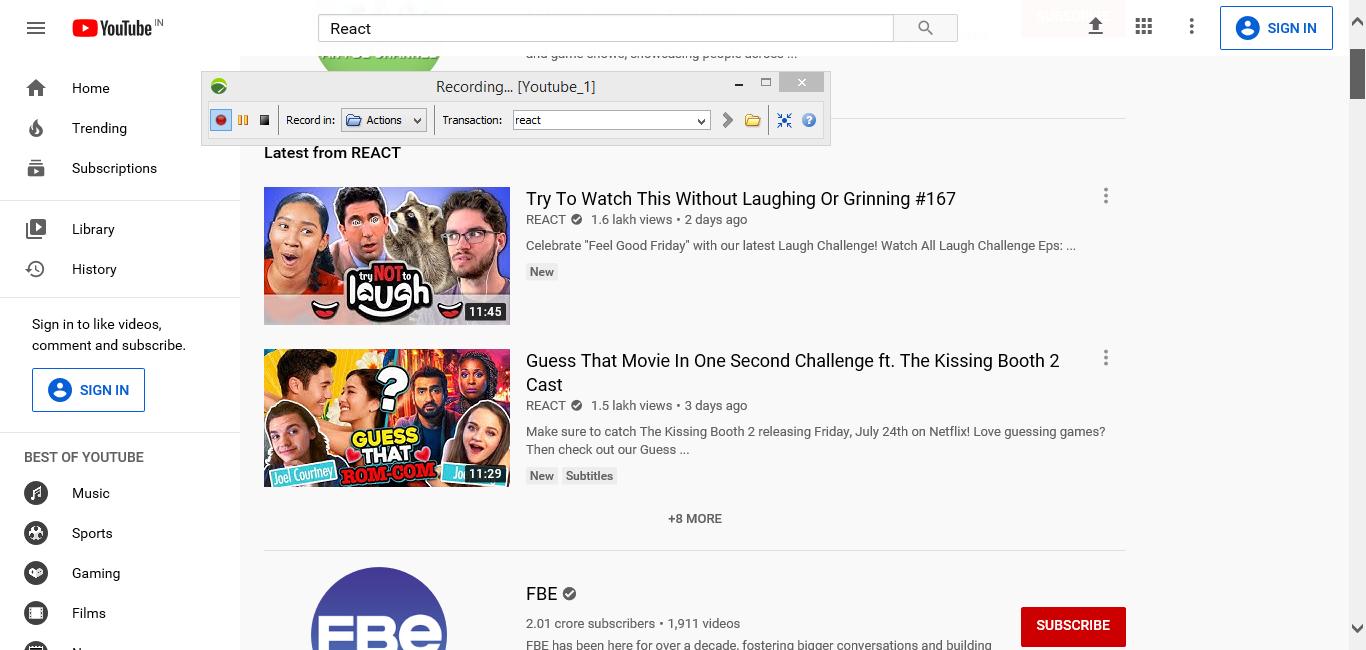 YouTube IN
React
SUBSCRIBE
SIGN IN
and game shows, showcasing people across ...
Recording... [Youtube_1]
Record in: Actions Transaction: react
Home
Trending
Subscriptions
Library
History
Sign in to like videos,
comment and subscribe.
SIGN IN
BEST OF YOUTUBE
Music
Sports
Gaming
Films
Latest from REACT
Try To Watch This Without Laughing Or Grinning #167
REACT 1.6 lakh views • 2 days ago
Celebrate "Feel Good Friday" with our latest Laugh Challenge! Watch All Laugh Challenge Eps: ...
New
try NOT to
laugh
11:45
Guess That Movie In One Second Challenge ft. The Kissing Booth 2
Cast
REACT 1.5 lakh views • 3 days ago
Make sure to catch The Kissing Booth 2 releasing Friday, July 24th on Netflix! Love guessing games?
Then check out our Guess ...
New Subtitles
?
GUESS
THAT
ROM-COM
Joel Courtney
11:29
+8 MORE
FBE
FBE
2.01 crore subscribers • 1,911 videos
FBE has been here for over a decade, fostering bigger conversations and building
SUBSCRIBE